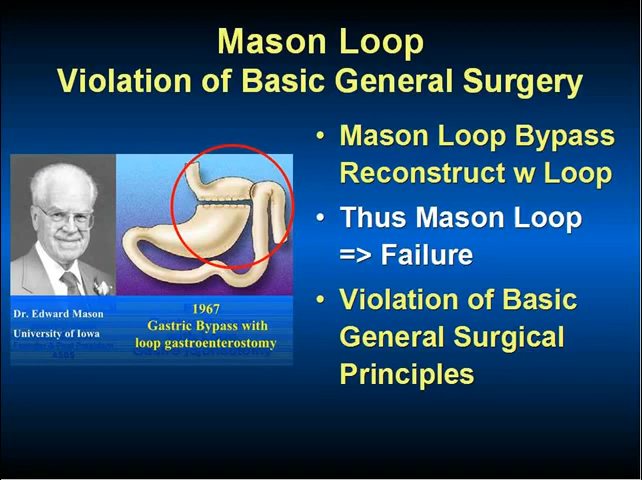 Mason Loop
Violation of Basic General Surgery
• Mason Loop Bypass
Reconstruct w Loop
• Thus Mason Loop
=> Failure
• Violation of Basic
General Surgical
Principles
Dr. Edward Mason
University of Iowa
ASBS
1967
Gastric Bypass with
loop gastroenterostomy